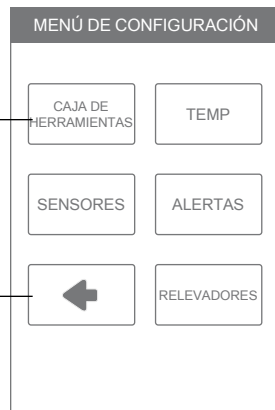 MENÚ DE CONFIGURACIÓN
CAJA DE
HERRAMIENTAS
TEMP
SENSORES
ALERTAS
RELEVADORES